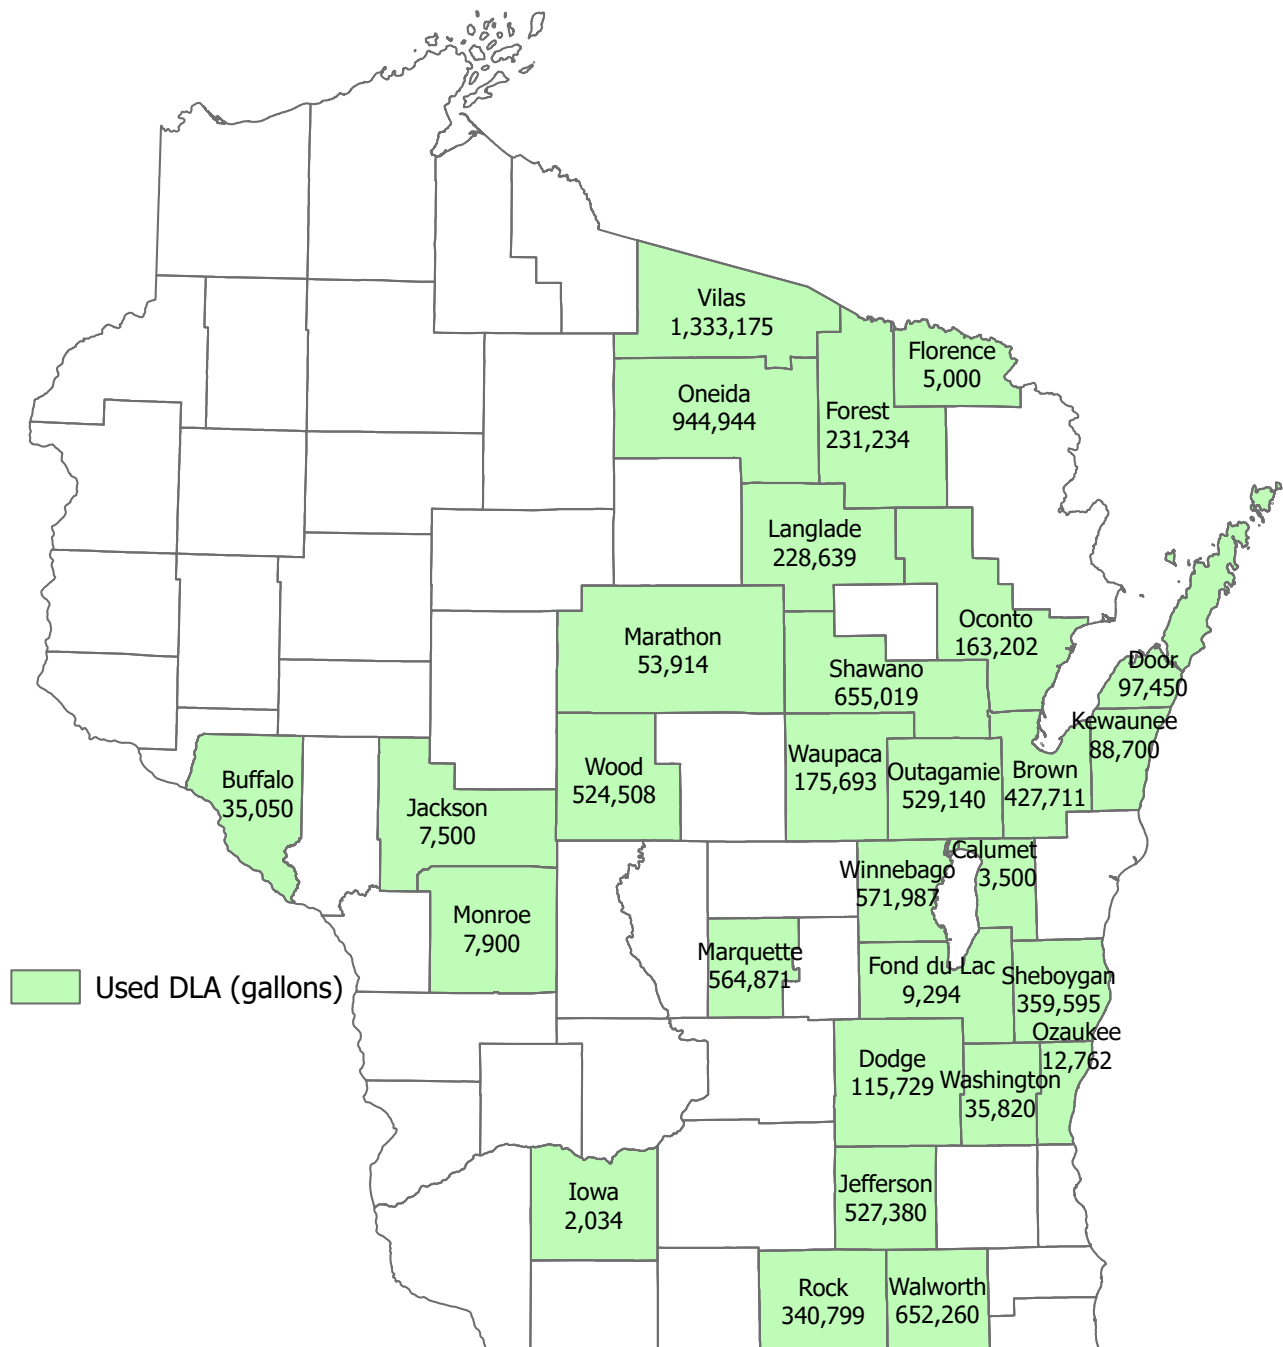 Vilas
1,333,175
Florence
5,000
Oneida
944,944
Forest
231,234
Langlade
228,639
Marathon
53,914
Oconto
163,202
Shawano
655,019
Door
97,450
Kewaunee
88,700
Buffalo
35,050
Jackson
7,500
Wood
524,508
Waupaca
175,693
Outagamie
529,140
Brown
427,711
Winnebago
571,987
Calumet
3,500
Monroe
7,900
Marquette
564,871
Fond du Lac
9,294
Sheboygan
359,595
Used DLA (gallons)
Ozaukee
12,762
Dodge
115,729
Washington
35,820
Iowa
2,034
Jefferson
527,380
Rock
340,799
Walworth
652,260